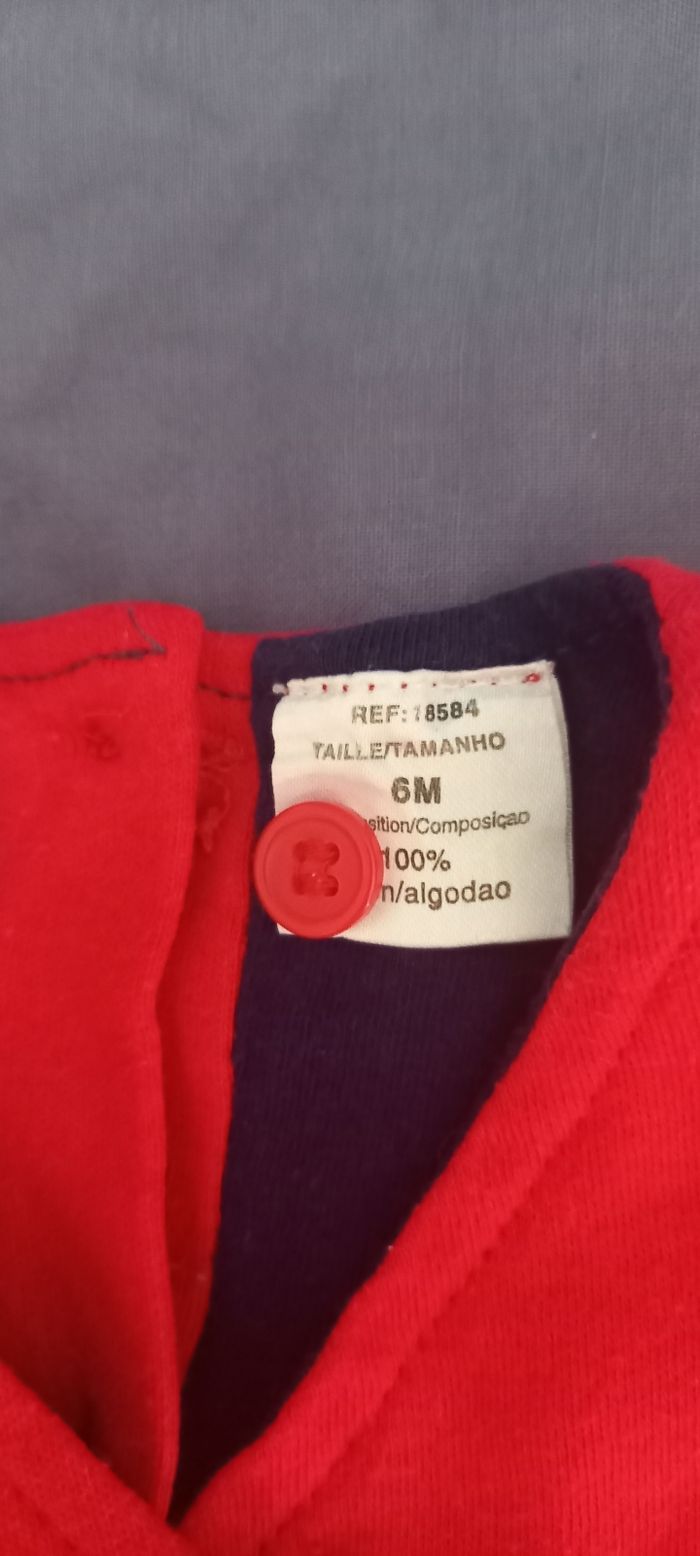 REF: 18584
TAILLE/TAMANHO
6M
sition/Composiçao
100%
n/algodao